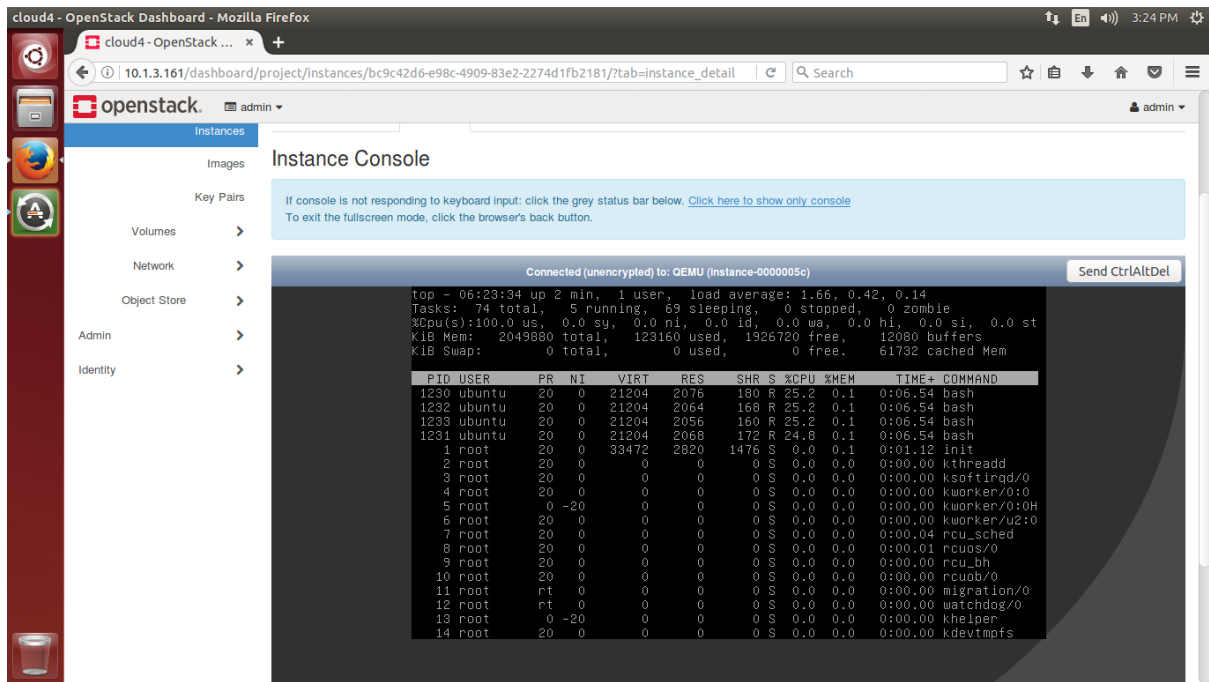 cloud4 - OpenStack Dashboard - Mozilla Firefox En 3:24 PM
cloud4 - OpenStack ... × +
10.1.3.161/dashboard/project/instances/bc9c42d6-e98c-4909-83e2-2274d1fb2181/?tab=instance_detail Search
openstack. admin admin
Instances
Images
Key Pairs
Volumes
Network
Object Store
Admin
Identity
Instance Console
If console is not responding to keyboard input: click the grey status bar below. Click here to show only console
To exit the fullscreen mode, click the browser's back button.
Connected (unencrypted) to: QEMU (instance-0000005c) Send CtrlAltDel
top - 06:23:34 up 2 min, 1 user, load average: 1.66, 0.42, 0.14
Tasks: 74 total, 5 running, 69 sleeping, 0 stopped, 0 zombie
%Cpu(s):100.0 us, 0.0 sy, 0.0 ni, 0.0 id, 0.0 wa, 0.0 hi, 0.0 si, 0.0 st
KiB Mem: 2049880 total, 123160 used, 1926720 free, 12080 buffers
KiB Swap: 0 total, 0 used, 0 free. 61732 cached Mem
PID USER PR NI VIRT RES SHR S %CPU %MEM TIME+ COMMAND
1230 ubuntu 20 0 21204 2076 180 R 25.2 0.1 0:06.54 bash
1232 ubuntu 20 0 21204 2064 168 R 25.2 0.1 0:06.54 bash
1233 ubuntu 20 0 21204 2056 160 R 25.2 0.1 0:06.54 bash
1231 ubuntu 20 0 21204 2068 172 R 24.8 0.1 0:06.54 bash
1 root 20 0 33472 2820 1476 S 0.0 0.1 0:01.12 init
2 root 20 0 0 0 0 S 0.0 0.0 0:00.00 kthreadd
3 root 20 0 0 0 0 S 0.0 0.0 0:00.00 ksoftirqd/0
4 root 20 0 0 0 0 S 0.0 0.0 0:00.00 kworker/0:0
5 root 0 -20 0 0 0 S 0.0 0.0 0:00.00 kworker/0:0H
6 root 20 0 0 0 0 S 0.0 0.0 0:00.00 kworker/u2:0
7 root 20 0 0 0 0 S 0.0 0.0 0:00.04 rcu_sched
8 root 20 0 0 0 0 S 0.0 0.0 0:00.01 rcuos/0
9 root 20 0 0 0 0 S 0.0 0.0 0:00.00 rcu_bh
10 root 20 0 0 0 0 S 0.0 0.0 0:00.00 rcuob/0
11 root rt 0 0 0 0 S 0.0 0.0 0:00.00 migration/0
12 root rt 0 0 0 0 S 0.0 0.0 0:00.00 watchdog/0
13 root 0 -20 0 0 0 S 0.0 0.0 0:00.00 khelper
14 root 20 0 0 0 0 S 0.0 0.0 0:00.00 kdevtmpfs